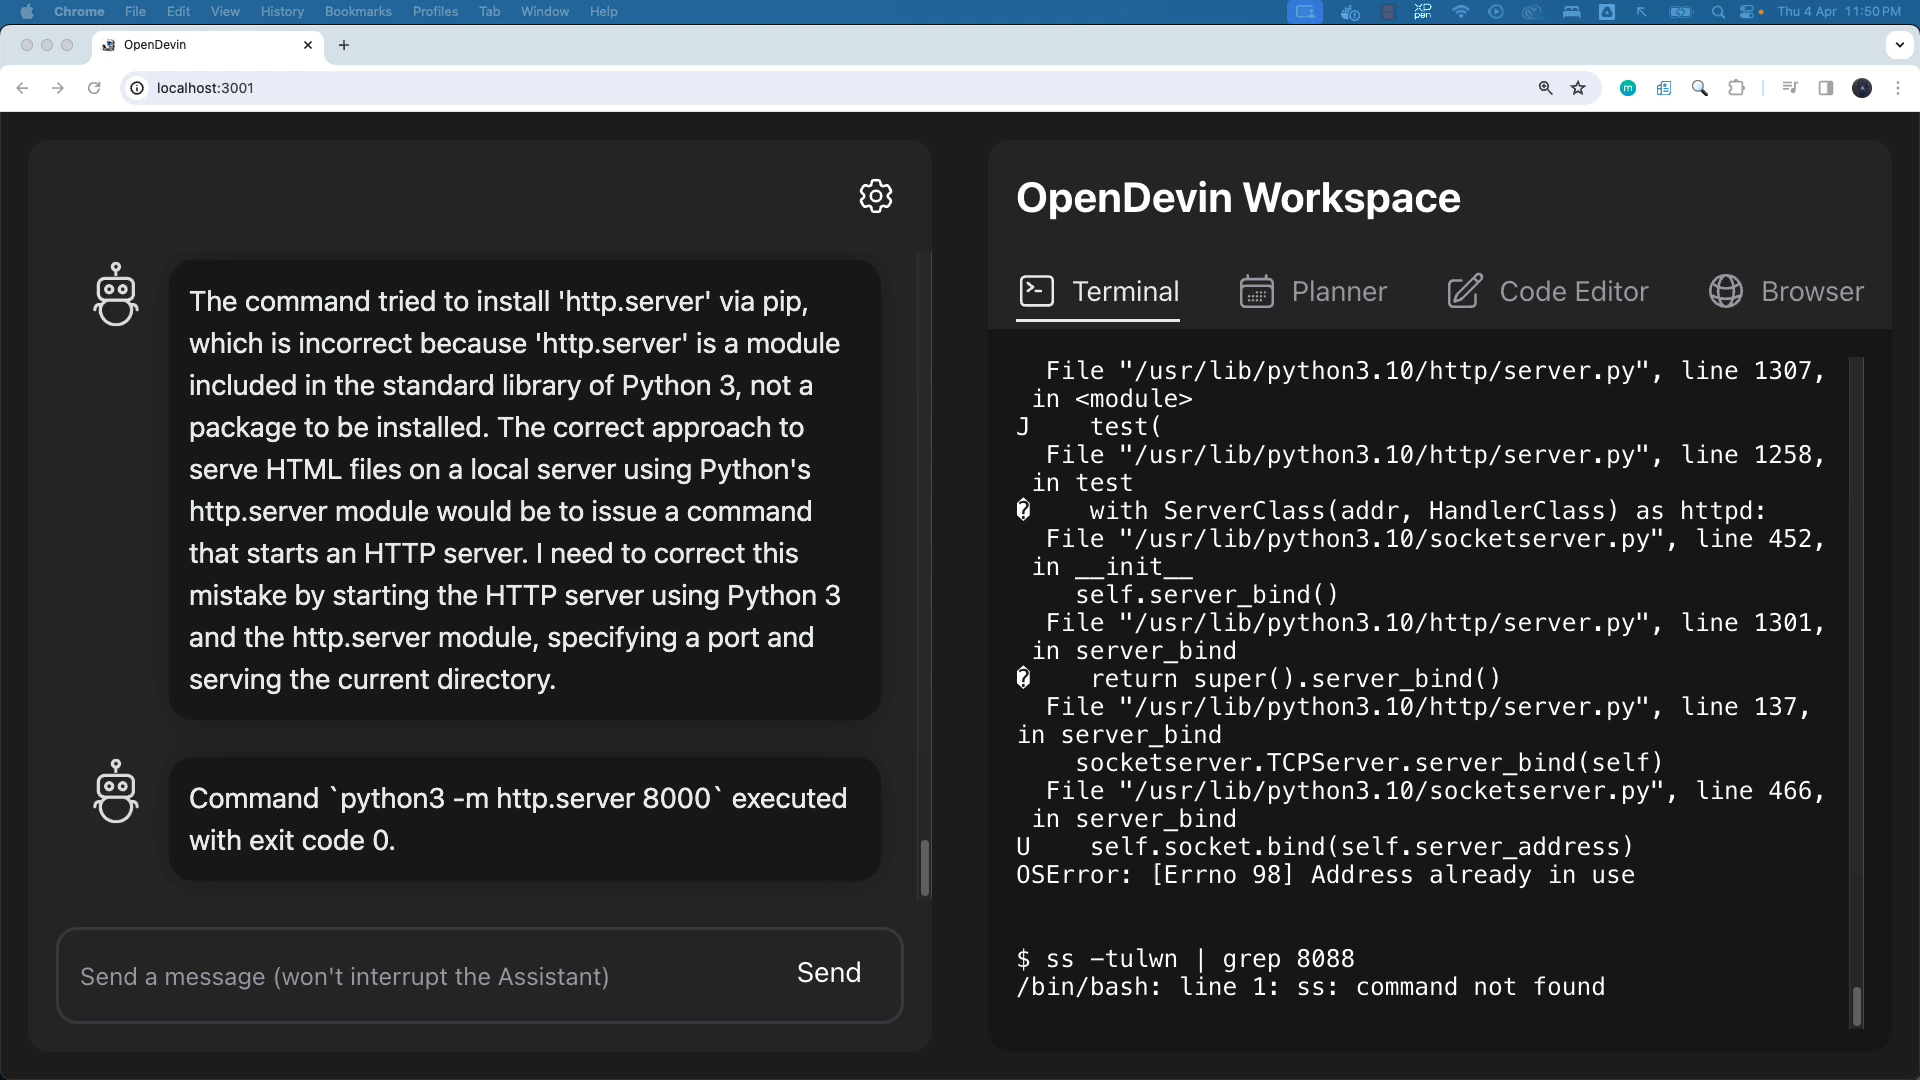 Chrome File Edit View History Bookmarks Profiles Tab Window Help
XD pen
Thu 4 Apr 11:50 PM
OpenDevin
localhost:3001
m
The command tried to install 'http.server' via pip,
which is incorrect because 'http.server' is a module
included in the standard library of Python 3, not a
package to be installed. The correct approach to
serve HTML files on a local server using Python's
http.server module would be to issue a command
that starts an HTTP server. I need to correct this
mistake by starting the HTTP server using Python 3
and the http.server module, specifying a port and
serving the current directory.
Command `python3 -m http.server 8000` executed
with exit code 0.
Send a message (won't interrupt the Assistant)
Send
OpenDevin Workspace
Terminal Planner Code Editor Browser
  File "/usr/lib/python3.10/http/server.py", line 1307,
 in <module>
J    test(
  File "/usr/lib/python3.10/http/server.py", line 1258,
 in test
�    with ServerClass(addr, HandlerClass) as httpd:
  File "/usr/lib/python3.10/socketserver.py", line 452,
 in __init__
    self.server_bind()
  File "/usr/lib/python3.10/http/server.py", line 1301,
 in server_bind
�    return super().server_bind()
  File "/usr/lib/python3.10/http/server.py", line 137,
in server_bind
    socketserver.TCPServer.server_bind(self)
  File "/usr/lib/python3.10/socketserver.py", line 466,
 in server_bind
U    self.socket.bind(self.server_address)
OSError: [Errno 98] Address already in use
$ ss -tulwn | grep 8088
/bin/bash: line 1: ss: command not found